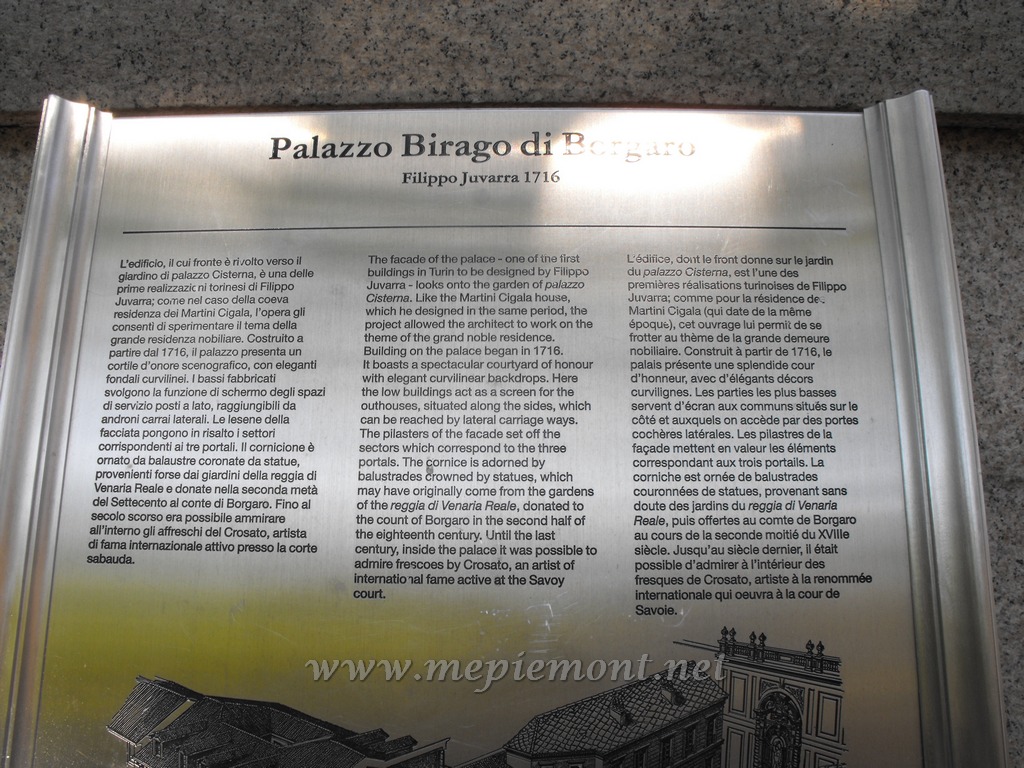 Palazzo Birago di Borgaro
Filippo Juvarra 1716
L'edificio, il cui fronte è rivolto verso il
giardino di palazzo Cisterna, è una delle
prime realizzazioni torinesi di Filippo
Juvarra; come nel caso della coeva
residenza dei Martini Cigala, l'opera gli
consentì di sperimentare il tema della
grande residenza nobiliare. Costruito a
partire dal 1716, il palazzo presenta un
cortile d'onore scenografico, con eleganti
fondali curvilinei. I bassi fabbricati
svolgono la funzione di schermo degli spazi
di servizio posti a lato, raggiungibili da
androni carrai laterali. Le lesene della
facciata pongono in risalto i settori
corrispondenti ai tre portali. Il cornicione è
ornato da balaustre coronate da statue,
provenienti forse dai giardini della reggia di
Venaria Reale e donate nella seconda metà
del Settecento al conte di Borgaro. Fino al
secolo scorso era possibile ammirare
all'interno gli affreschi del Crosato, artista
di fama internazionale attivo presso la corte
sabauda.
The facade of the palace - one of the first
buildings in Turin to be designed by Filippo
Juvarra - looks onto the garden of palazzo
Cisterna. Like the Martini Cigala house,
which he designed in the same period, the
project allowed the architect to work on the
theme of the grand noble residence.
Building on the palace began in 1716.
It boasts a spectacular courtyard of honour
with elegant curvilinear backdrops. Here
the low buildings act as a screen for the
outhouses, situated along the sides, which
can be reached by lateral carriage ways.
The pilasters of the facade set off the
sectors which correspond to the three
portals. The cornice is adorned by
balustrades crowned by statues, which
may have originally come from the gardens
of the reggia di Venaria Reale, donated to
the count of Borgaro in the second half of
the eighteenth century. Until the last
century, inside the palace it was possible to
admire frescoes by Crosato, an artist of
international fame active at the Savoy
court.
L'édifice, dont le front donne sur le jardin
du palazzo Cisterna, est l'une des
premières réalisations turinoises de Filippo
Juvarra; comme pour la résidence de
Martini Cigala (qui date de la même
époque), cet ouvrage lui permit de se
frotter au thème de la grande demeure
nobiliaire. Construit à partir de 1716, le
palais présente une splendide cour
d'honneur, avec d'élégants décors
curvilignes. Les parties les plus basses
servent d'écran aux communs situés sur le
côté et auxquels on accède par des portes
cochères latérales. Les pilastres de la
façade mettent en valeur les éléments
correspondant aux trois portails. La
corniche est ornée de balustrades
couronnées de statues, provenant sans
doute des jardins du reggia di Venaria
Reale, puis offertes au comte de Borgaro
au cours de la seconde moitié du XVIIIe
siècle. Jusqu'au siècle dernier, il était
possible d'admirer à l'intérieur des
fresques de Crosato, artiste à la renommée
internationale qui oeuvra à la cour de
Savoie.
www.mepiemont.net